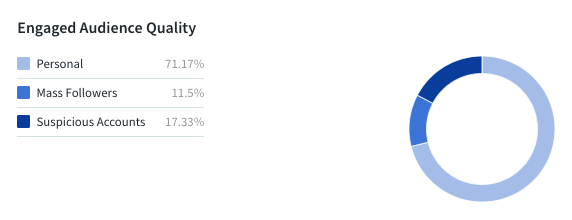 Engaged Audience Quality
Personal 71.17%
Mass Followers 11.5%
Suspicious Accounts 17.33%